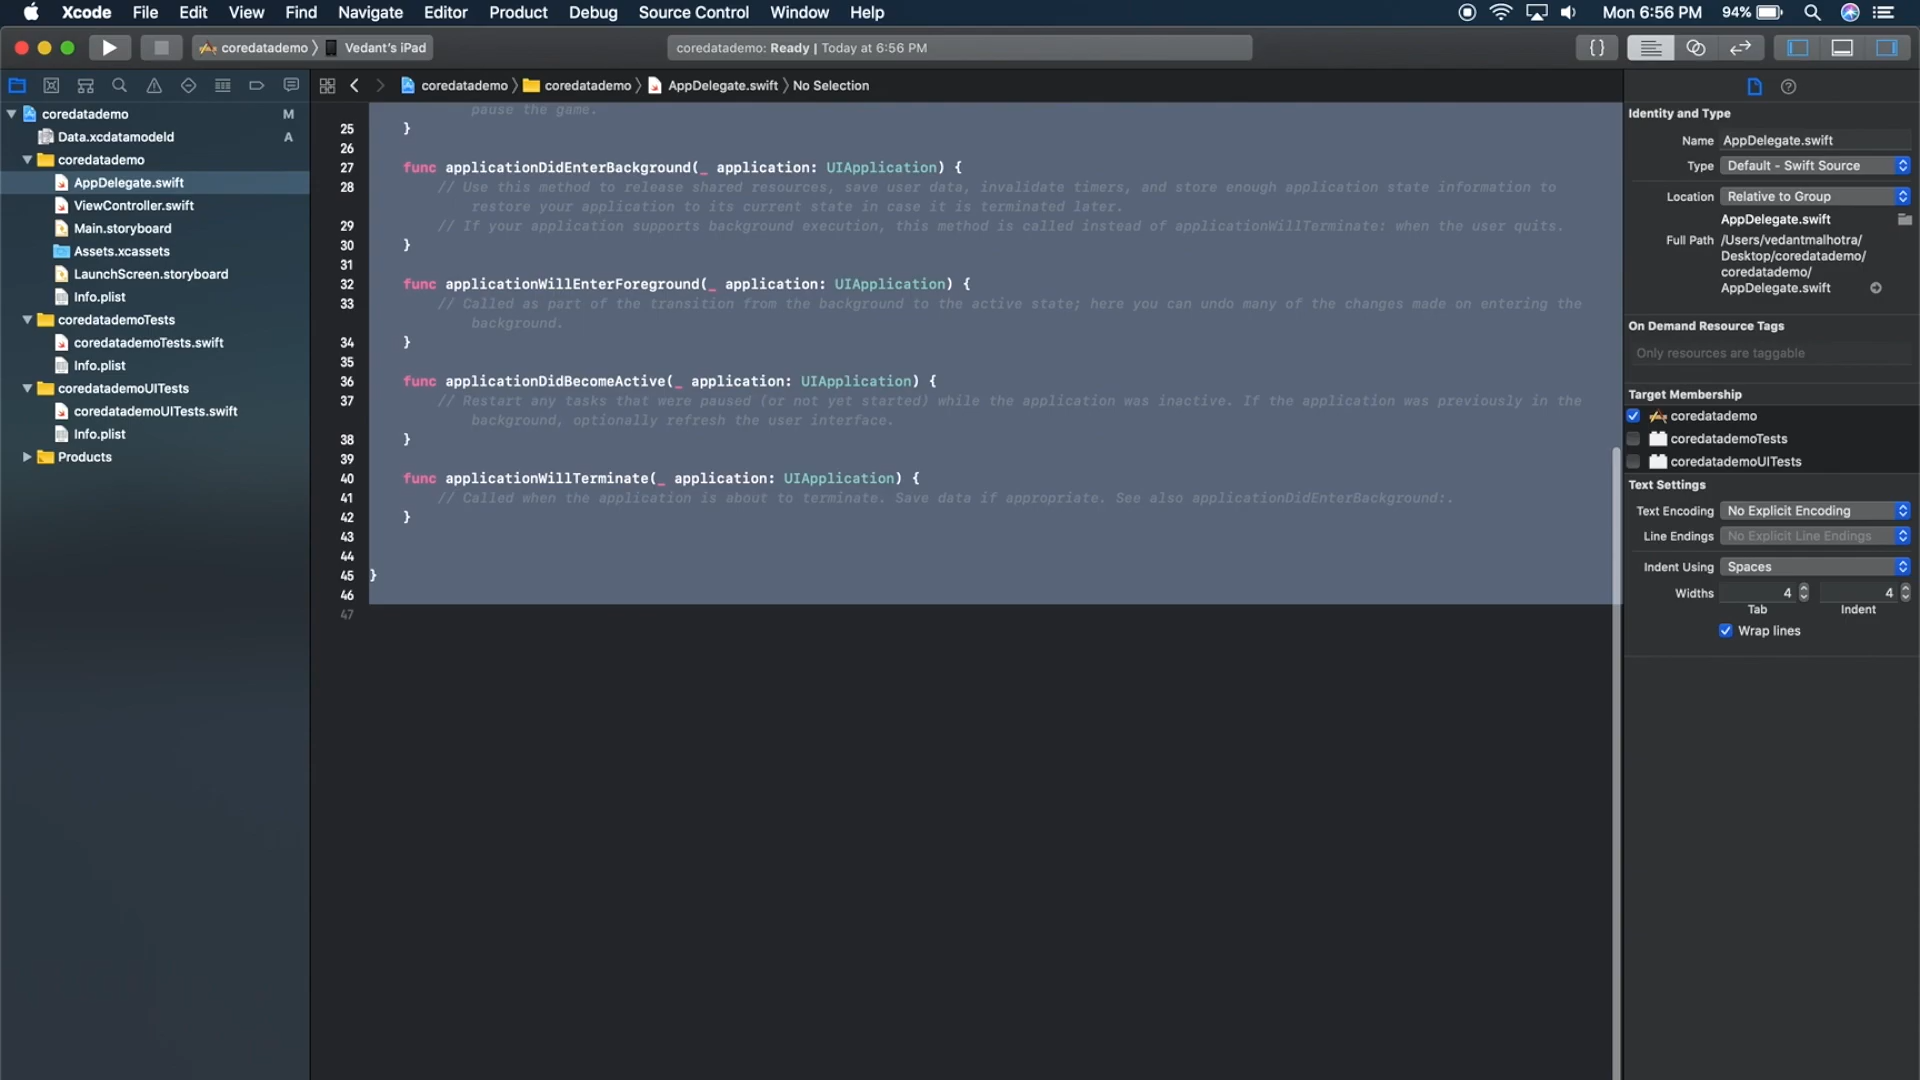 Xcode File Edit View Find Navigate Editor Product Debug Source Control Window Help Mon 6:56 PM 94%
coredatademo Vedant's iPad coredatademo: Ready | Today at 6:56 PM {}
coredatademo coredatademo AppDelegate.swift No Selection
coredatademo M
Data.xcdatamodeld A
coredatademo
AppDelegate.swift
ViewController.swift
Main.storyboard
Assets.xcassets
LaunchScreen.storyboard
Info.plist
coredatademoTests
coredatademoTests.swift
Info.plist
coredatademoUITests
coredatademoUITests.swift
Info.plist
Products
pause the game.
25 }
26
27 func applicationDidEnterBackground(_ application: UIApplication) {
28 // Use this method to release shared resources, save user data, invalidate timers, and store enough application state information to
restore your application to its current state in case it is terminated later.
29 // If your application supports background execution, this method is called instead of applicationWillTerminate: when the user quits.
30 }
31
32 func applicationWillEnterForeground(_ application: UIApplication) {
33 // Called as part of the transition from the background to the active state; here you can undo many of the changes made on entering the
background.
34 }
35
36 func applicationDidBecomeActive(_ application: UIApplication) {
37 // Restart any tasks that were paused (or not yet started) while the application was inactive. If the application was previously in the
background, optionally refresh the user interface.
38 }
39
40 func applicationWillTerminate(_ application: UIApplication) {
41 // Called when the application is about to terminate. Save data if appropriate. See also applicationDidEnterBackground:.
42 }
43
44
45 }
46
47
Identity and Type
Name AppDelegate.swift
Type Default - Swift Source
Location Relative to Group
AppDelegate.swift
Full Path /Users/vedantmalhotra/
Desktop/coredatademo/
coredatademo/
AppDelegate.swift
On Demand Resource Tags
Only resources are taggable
Target Membership
coredatademo
coredatademoTests
coredatademoUITests
Text Settings
Text Encoding No Explicit Encoding
Line Endings No Explicit Line Endings
Indent Using Spaces
Widths 4 4
Tab Indent
Wrap lines